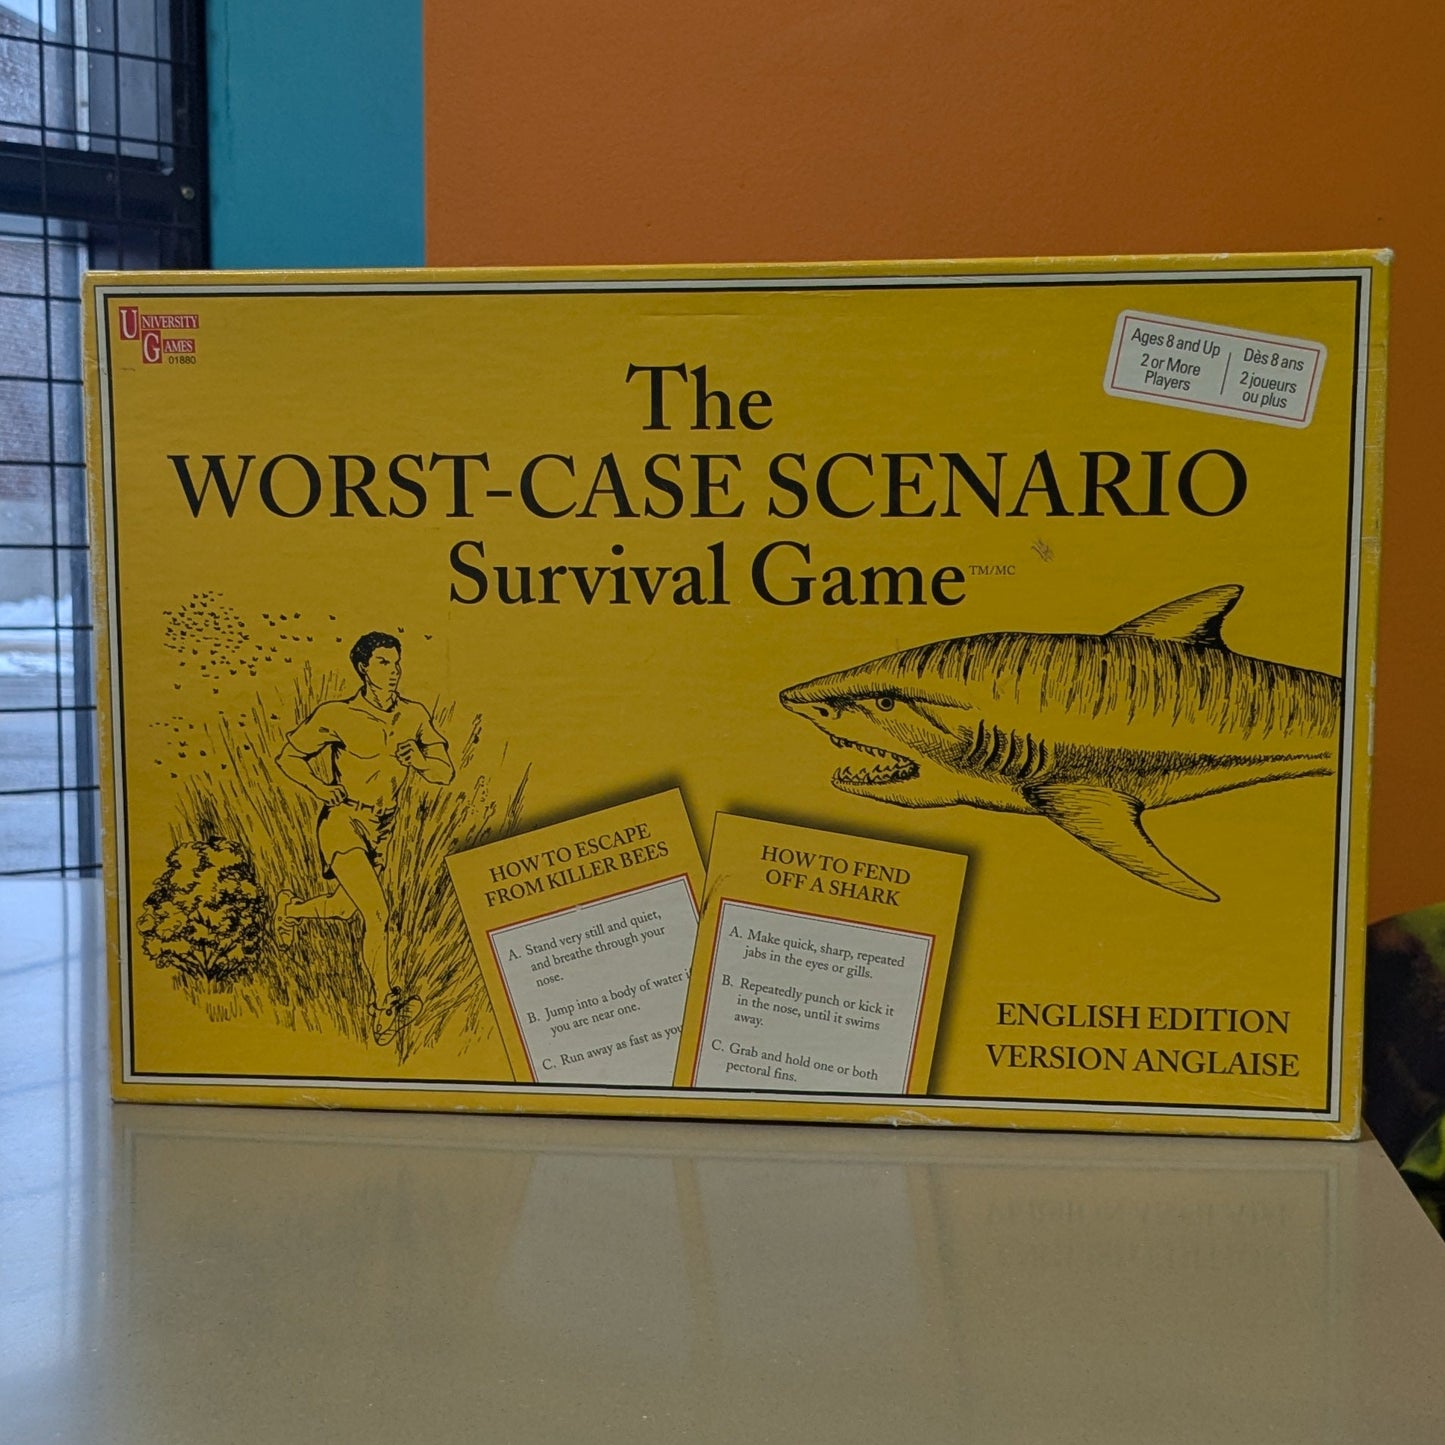 UNIVERSITY
GAMES
01880
Ages 8 and Up
2 or More
Players
Dès 8 ans
2 joueurs
ou plus
The
WORST-CASE SCENARIO
Survival Game TM/MC
HOW TO ESCAPE
FROM KILLER BEES
A. Stand very still and quiet,
and breathe through your
nose.
B. Jump into a body of water
you are near one.
C. Run away as fast as you
HOW TO FEND
OFF A SHARK
A. Make quick, sharp, repeated
jabs in the eyes or gills.
B. Repeatedly punch or kick it
in the nose, until it swims
away.
C. Grab and hold one or both
pectoral fins.
ENGLISH EDITION
VERSION ANGLAISE